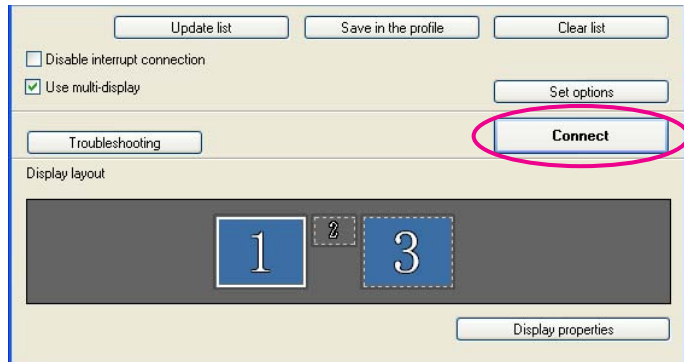 Update list Save in the profile Clear list
Disable interrupt connection
Use multi-display
Set options
Troubleshooting
Connect
Display layout
1 2 3
Display properties